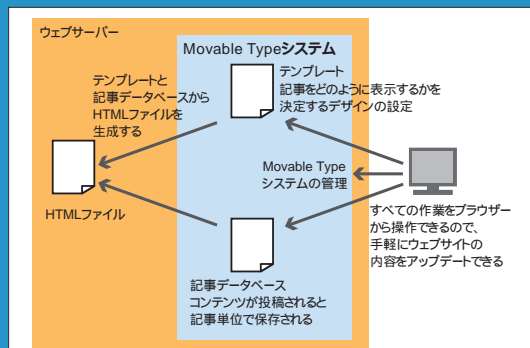 ウェブサーバー
Movable Typeシステム
テンプレートと
記事データベースから
HTMLファイルを
生成する
テンプレート
記事をどのように表示するかを
決定するデザインの設定
Movable Type
システムの管理
HTMLファイル
すべての作業をブラウザー
から操作できるので、
手軽にウェブサイトの
内容をアップデートできる
記事データベース
コンテンツが投稿されると
記事単位で保存される